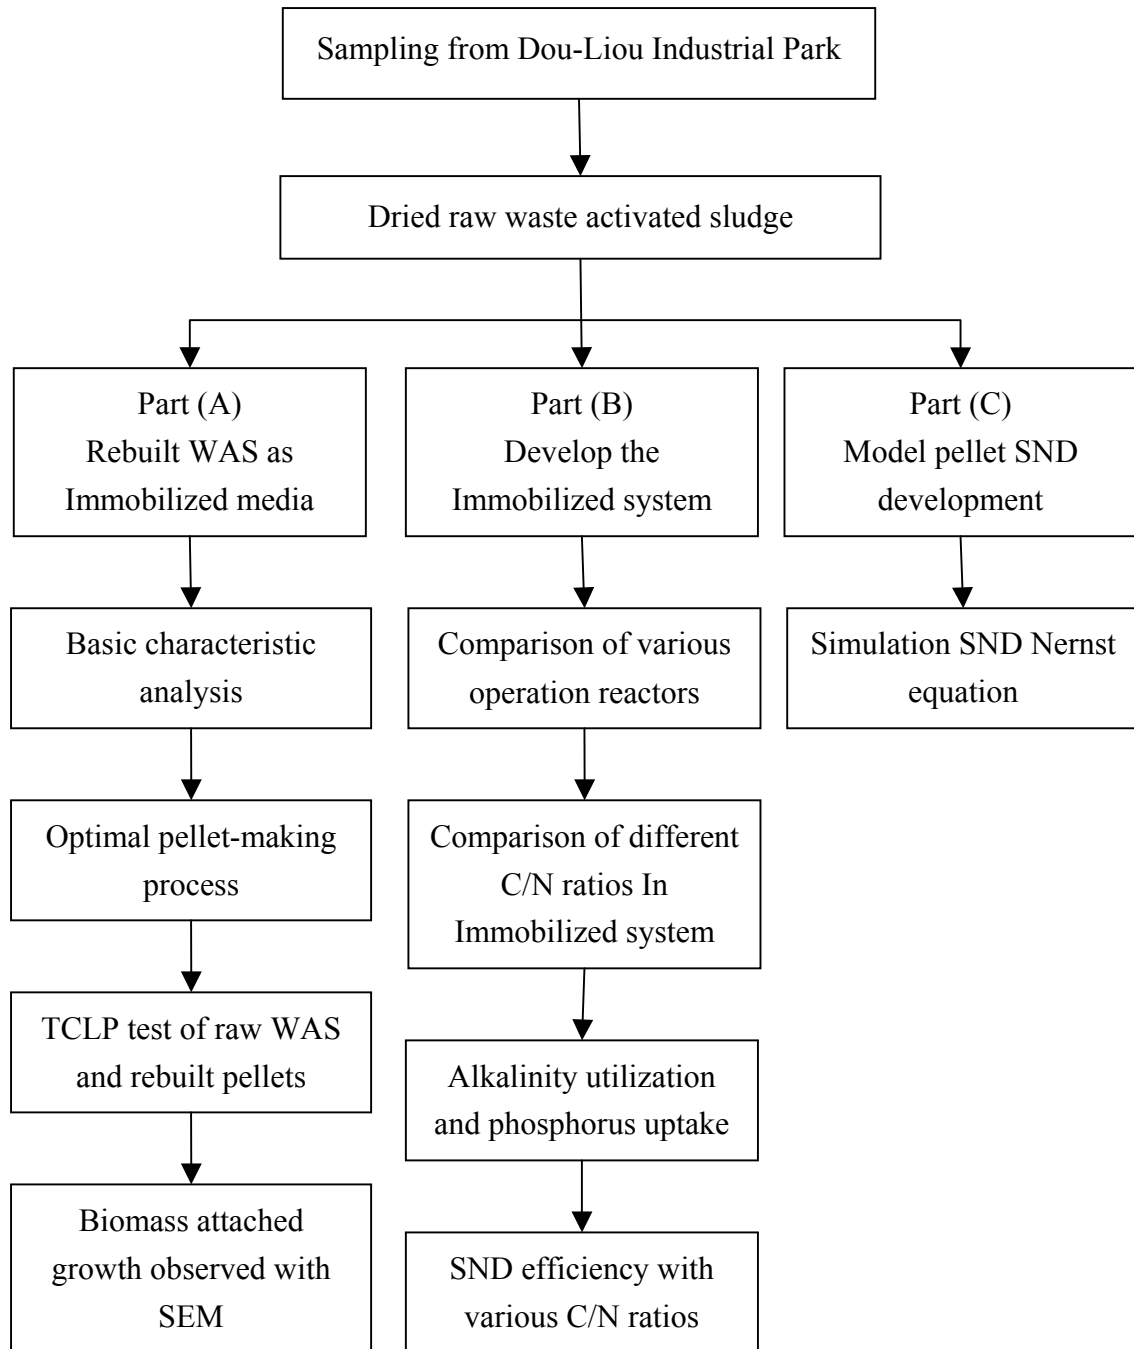 Sampling from Dou-Liou Industrial Park
Dried raw waste activated sludge
Part (A)
Rebuilt WAS as
Immobilized media
Part (B)
Develop the
Immobilized system
Part (C)
Model pellet SND
development
Basic characteristic
analysis
Comparison of various
operation reactors
Simulation SND Nernst
equation
Optimal pellet-making
process
Comparison of different
C/N ratios In
Immobilized system
TCLP test of raw WAS
and rebuilt pellets
Alkalinity utilization
and phosphorus uptake
Biomass attached
growth observed with
SEM
SND efficiency with
various C/N ratios